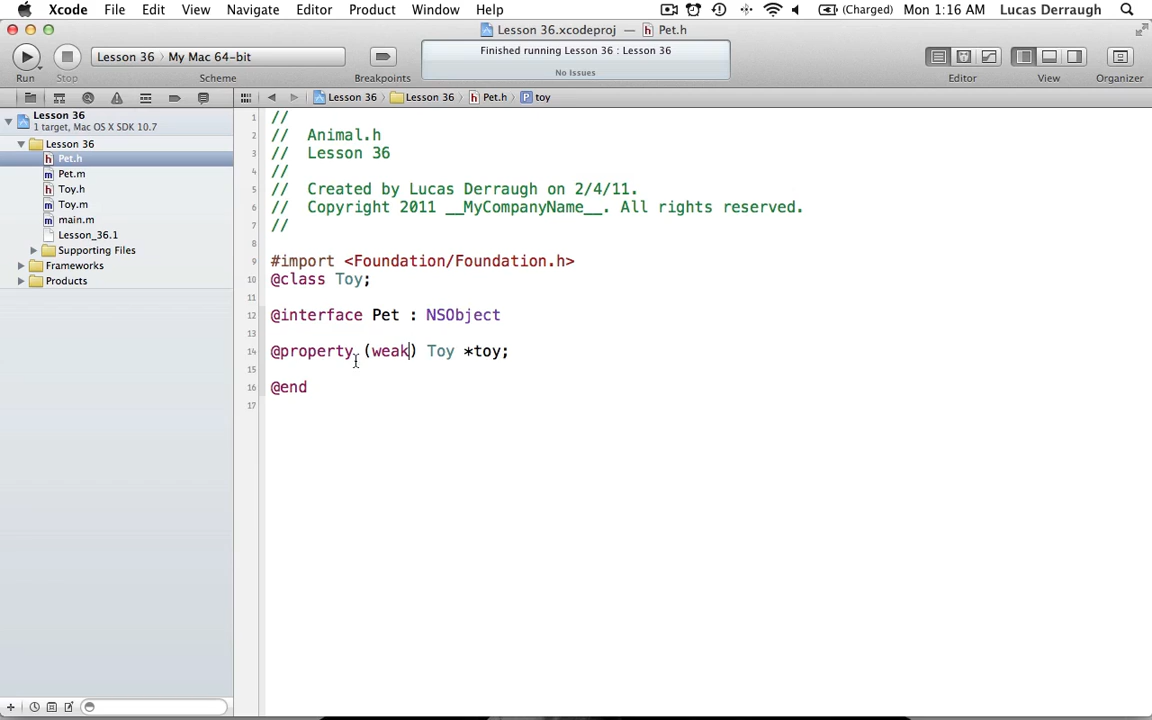 Xcode File Edit View Navigate Editor Product Window Help (Charged) Mon 1:16 AM Lucas Derraugh
Lesson 36.xcodeproj — Pet.h
Lesson 36 My Mac 64-bit
Finished running Lesson 36 : Lesson 36
No Issues
Run Stop Scheme Breakpoints Editor View Organizer
Lesson 36 Lesson 36 Pet.h toy
Lesson 36
1 target, Mac OS X SDK 10.7
Lesson 36
Pet.h
Pet.m
Toy.h
Toy.m
main.m
Lesson_36.1
Supporting Files
Frameworks
Products
1 //
2 // Animal.h
3 // Lesson 36
4 //
5 // Created by Lucas Derraugh on 2/4/11.
6 // Copyright 2011 __MyCompanyName__. All rights reserved.
7 //
8
9 #import <Foundation/Foundation.h>
10 @class Toy;
11
12 @interface Pet : NSObject
13
14 @property (weak) Toy *toy;
15
16 @end
17